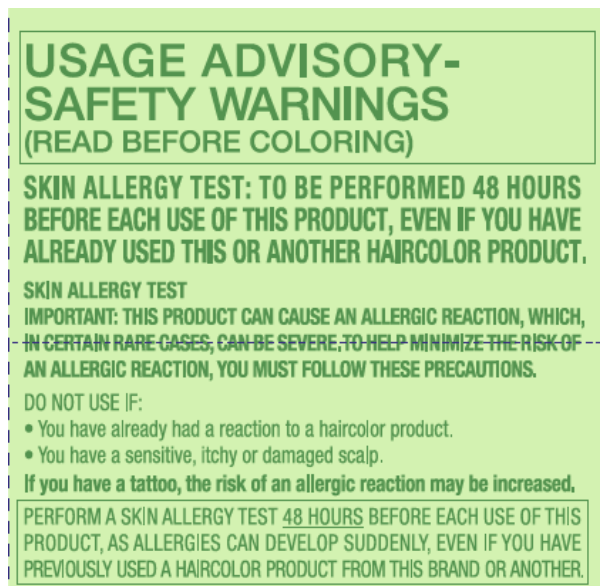 USAGE ADVISORY-
SAFETY WARNINGS
(READ BEFORE COLORING)
SKIN ALLERGY TEST: TO BE PERFORMED 48 HOURS
BEFORE EACH USE OF THIS PRODUCT, EVEN IF YOU HAVE
ALREADY USED THIS OR ANOTHER HAIRCOLOR PRODUCT.
SKIN ALLERGY TEST
IMPORTANT: THIS PRODUCT CAN CAUSE AN ALLERGIC REACTION, WHICH,
IN CERTAIN RARE CASES, CAN BE SEVERE. TO HELP MINIMIZE THE RISK OF
AN ALLERGIC REACTION, YOU MUST FOLLOW THESE PRECAUTIONS.
DO NOT USE IF:
• You have already had a reaction to a haircolor product.
• You have a sensitive, itchy or damaged scalp.
If you have a tattoo, the risk of an allergic reaction may be increased.
PERFORM A SKIN ALLERGY TEST 48 HOURS BEFORE EACH USE OF THIS
PRODUCT, AS ALLERGIES CAN DEVELOP SUDDENLY, EVEN IF YOU HAVE
PREVIOUSLY USED A HAIRCOLOR PRODUCT FROM THIS BRAND OR ANOTHER.